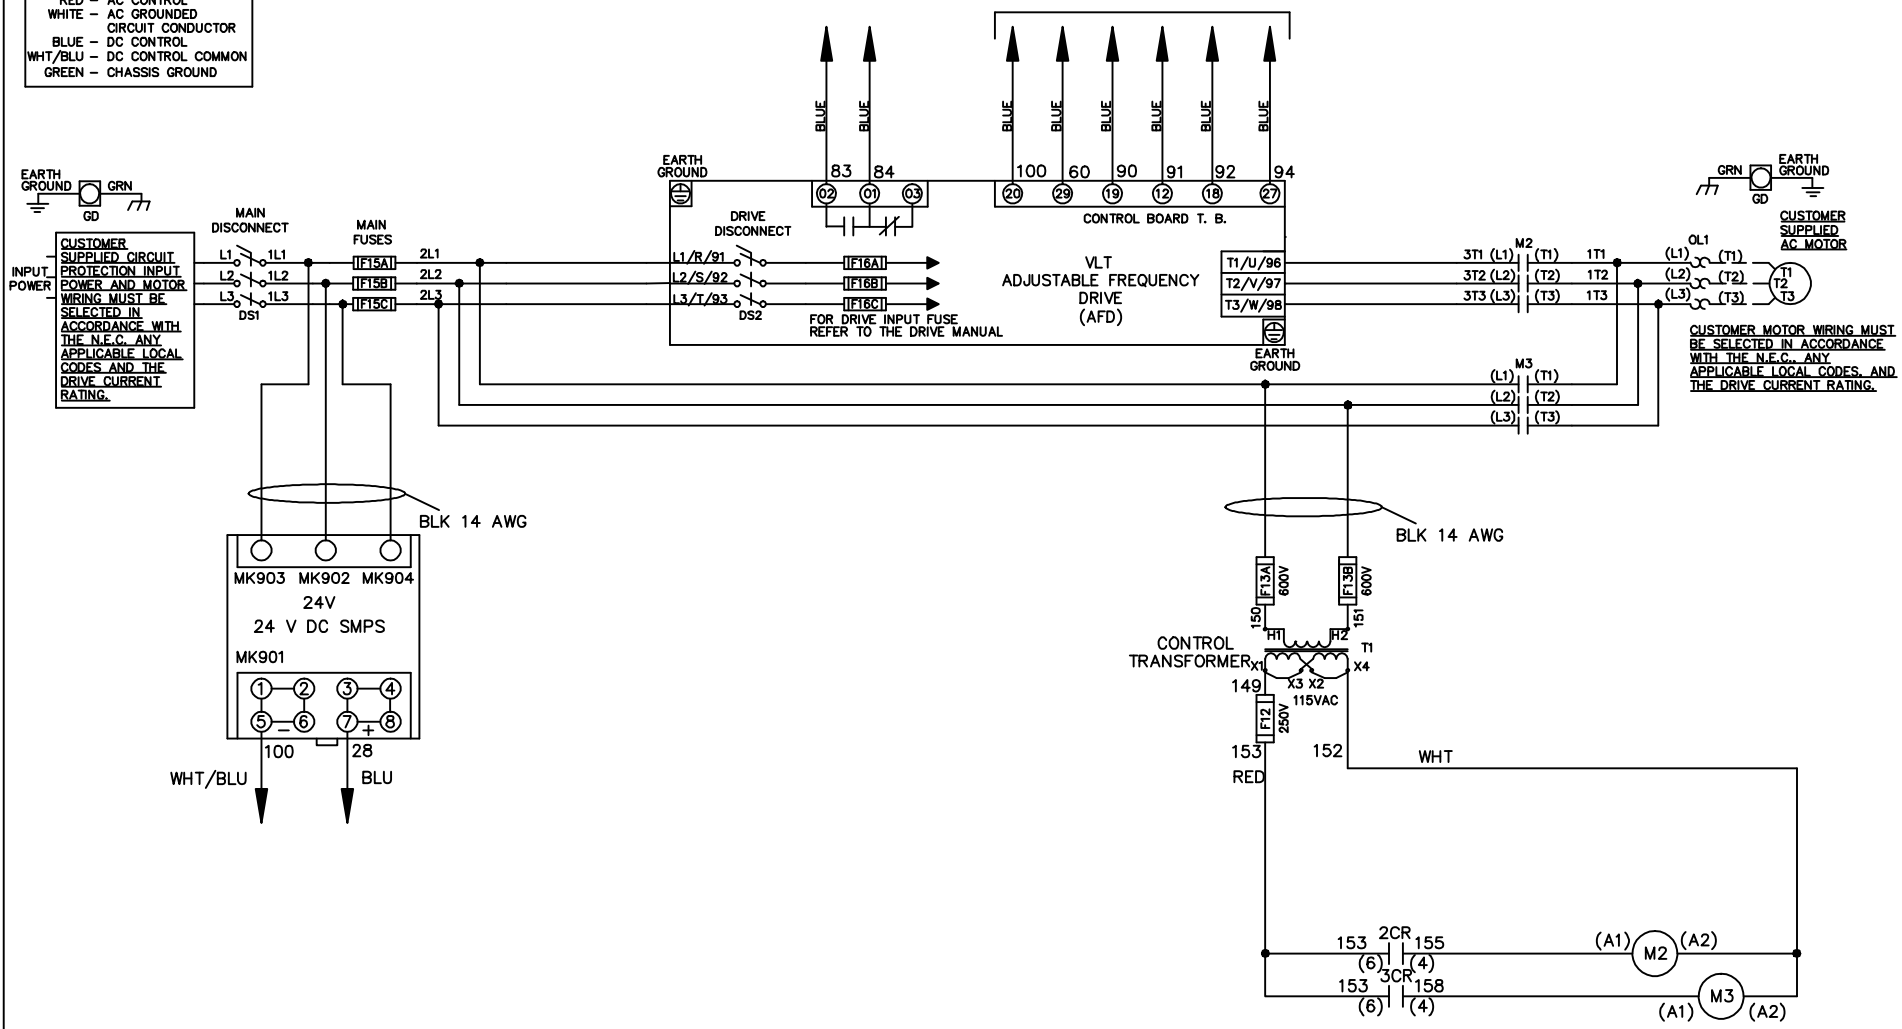 RED - AC CONTROL
WHITE - AC GROUNDED
CIRCUIT CONDUCTOR
BLUE - DC CONTROL
WHT/BLU - DC CONTROL COMMON
GREEN - CHASSIS GROUND
BLUE
BLUE
BLUE
BLUE
BLUE
BLUE
BLUE
BLUE
EARTH
GROUND
GRN
GD
MAIN
DISCONNECT
MAIN
FUSES
INPUT
POWER
CUSTOMER
SUPPLIED CIRCUIT
PROTECTION INPUT
POWER AND MOTOR
WIRING MUST BE
SELECTED IN
ACCORDANCE WITH
THE N.E.C. ANY
APPLICABLE LOCAL
CODES AND THE
DRIVE CURRENT
RATING.
L1 1L1 F15A 2L1
L2 1L2 F15B 2L2
L3 1L3 F15C 2L3
DS1
EARTH
GROUND
83 84
02 01 03
100 60 90 91 92 94
20 29 19 12 18 27
CONTROL BOARD T. B.
DRIVE
DISCONNECT
L1/R/91 F16A
L2/S/92 F16B
L3/T/93 F16C
DS2
FOR DRIVE INPUT FUSE
REFER TO THE DRIVE MANUAL
VLT
ADJUSTABLE FREQUENCY
DRIVE
(AFD)
T1/U/96
T2/V/97
T3/W/98
EARTH
GROUND
M2
3T1 (L1) (T1) 1T1
3T2 (L2) (T2) 1T2
3T3 (L3) (T3) 1T3
M3
(L1) (T1)
(L2) (T2)
(L3) (T3)
GRN
EARTH
GROUND
GD
CUSTOMER
SUPPLIED
AC MOTOR
OL1
(L1) (T1)
(L2) (T2)
(L3) (T3)
T1
T2
T3
CUSTOMER MOTOR WIRING MUST
BE SELECTED IN ACCORDANCE
WITH THE N.E.C., ANY
APPLICABLE LOCAL CODES, AND
THE DRIVE CURRENT RATING.
BLK 14 AWG
MK903 MK902 MK904
24V
24 V DC SMPS
MK901
1 2 3 4
5 - 6 7 + 8
100 28
WHT/BLU BLU
BLK 14 AWG
F13A 600V
F13B 600V
150 151
H1 H2
T1
CONTROL
TRANSFORMER
X1 X4
X3 X2
115VAC
149
F12 250V
153 152
RED WHT
2CR
153 155
(6) (4)
(A1) M2 (A2)
3CR
153 158
(6) (4)
(A1) M3 (A2)